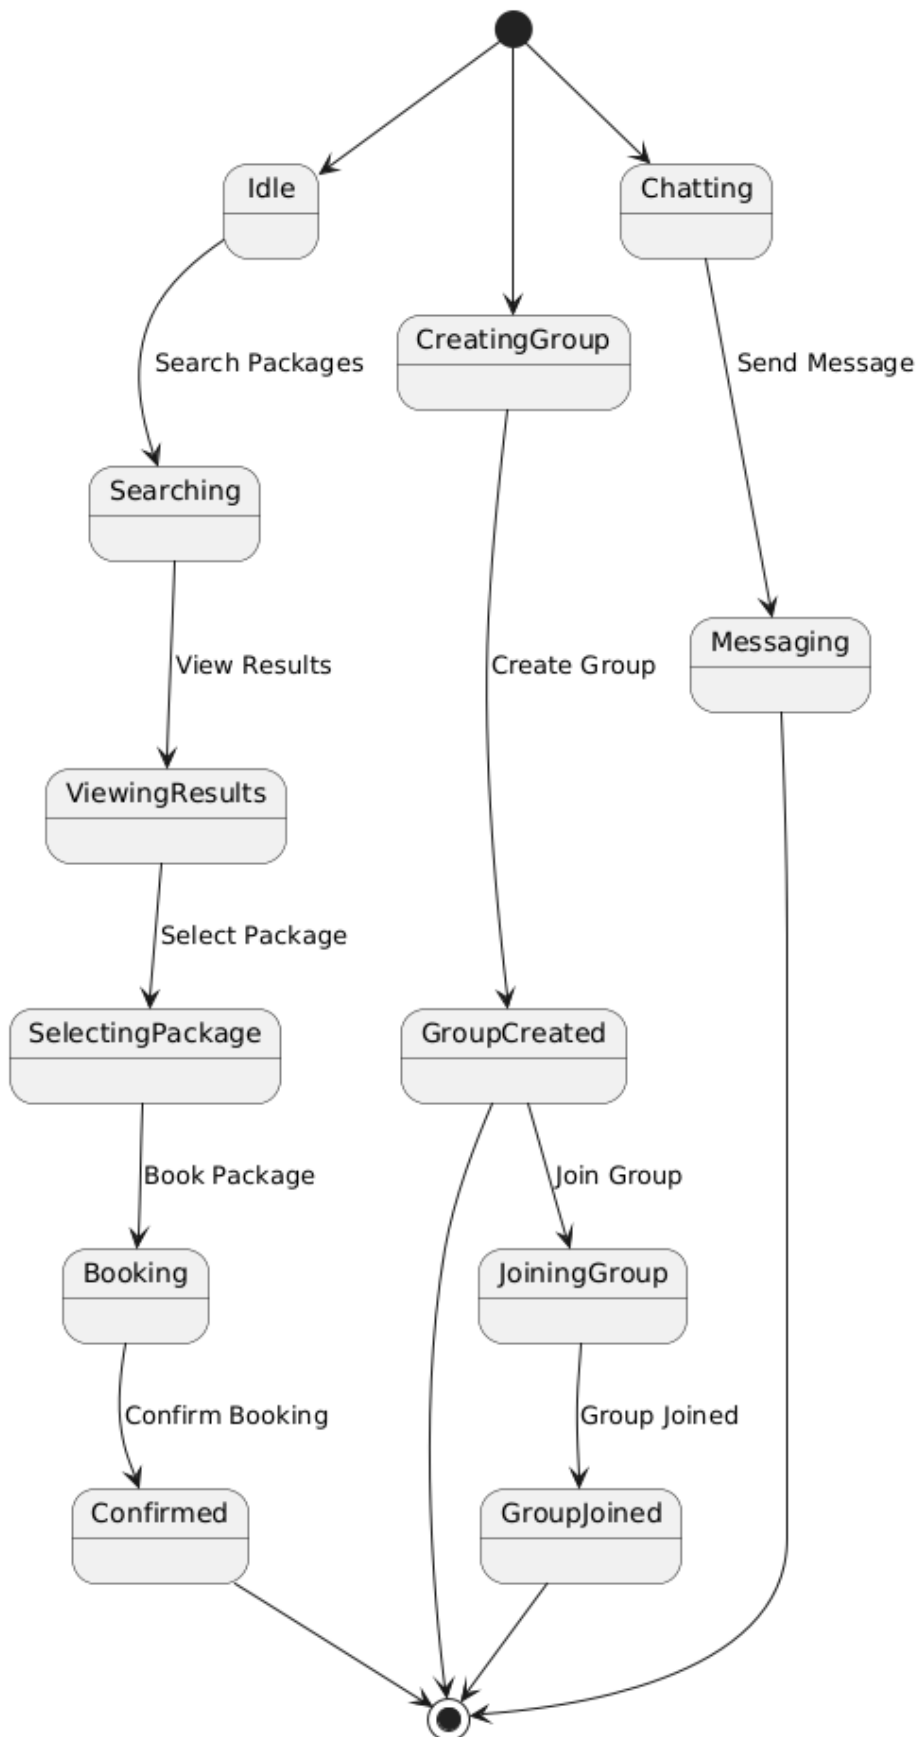 Idle
Chatting
CreatingGroup
Search Packages
Send Message
Searching
Messaging
View Results
Create Group
ViewingResults
Select Package
SelectingPackage
GroupCreated
Book Package
Join Group
Booking
JoiningGroup
Confirm Booking
Group Joined
Confirmed
GroupJoined